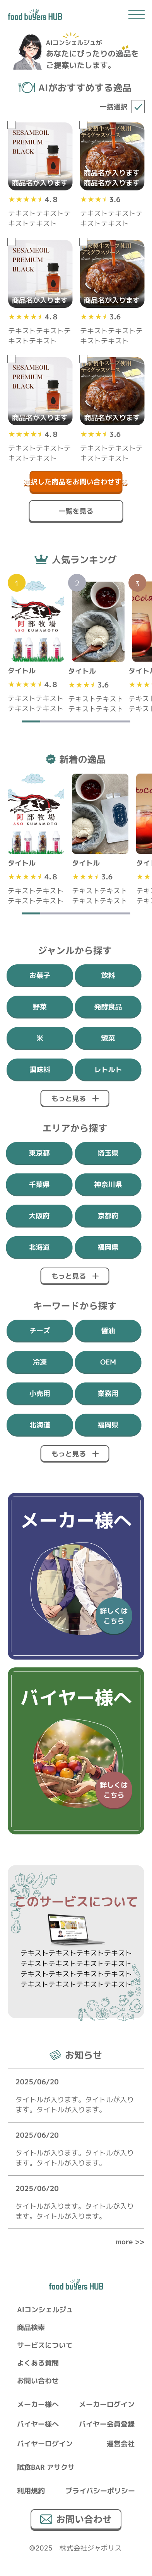 food buyers HUB
AIコンシェルジュが
あなたにぴったりの逸品を
ご提案いたします。
AIがおすすめする逸品
一括選択
SESAMEOIL
PREMIUM
BLACK
商品名が入ります
商品名が入ります
商品名が入ります
★★★★★ 4.8
★★★★ 3.6
テキストテキストテ
キストテキスト
テキストテキストテ
キストテキスト
SESAMEOIL
PREMIUM
BLACK
商品名が入ります
商品名が入ります
★★★★★ 4.8
★★★★ 3.6
テキストテキストテ
キストテキスト
テキストテキストテ
キストテキスト
SESAMEOIL
PREMIUM
BLACK
商品名が入ります
商品名が入ります
★★★★★ 4.8
★★★★ 3.6
テキストテキストテ
キストテキスト
テキストテキストテ
キストテキスト
選択した商品をお問い合わせする
一覧を見る
人気ランキング
1
2
3
阿部牧場
ASO KUMAMOTO
タイトル
タイトル
タイトル
★★★★★ 4.8
★★★★ 3.6
テキストテキスト
テキストテキスト
テキストテキスト
テキストテキスト
新着の逸品
阿部牧場
ASO KUMAMOTO
タイトル
タイトル
★★★★★ 4.8
★★★★ 3.6
テキストテキスト
テキストテキスト
テキストテキスト
テキストテキスト
ジャンルから探す
お菓子
飲料
野菜
発酵食品
米
惣菜
調味料
レトルト
もっと見る ＋
エリアから探す
東京都
埼玉県
千葉県
神奈川県
大阪府
京都府
北海道
福岡県
もっと見る ＋
キーワードから探す
チーズ
醤油
冷凍
OEM
小売用
業務用
北海道
福岡県
もっと見る ＋
メーカー様へ
詳しくは
こちら
バイヤー様へ
詳しくは
こちら
このサービスについて
テキストテキストテキストテキスト
テキストテキストテキストテキスト
テキストテキストテキストテキスト
テキストテキストテキストテキスト
お知らせ
2025/06/20
タイトルが入ります。タイトルが入り
ます。タイトルが入ります。
2025/06/20
タイトルが入ります。タイトルが入り
ます。タイトルが入ります。
2025/06/20
タイトルが入ります。タイトルが入り
ます。タイトルが入ります。
more >>
food buyers HUB
AIコンシェルジュ
商品検索
サービスについて
よくある質問
お問い合わせ
メーカー様へ
メーカーログイン
バイヤー様へ
バイヤー会員登録
バイヤーログイン
運営会社
試食BAR アサクサ
利用規約
プライバシーポリシー
お問い合わせ
©2025 株式会社ジャポリス